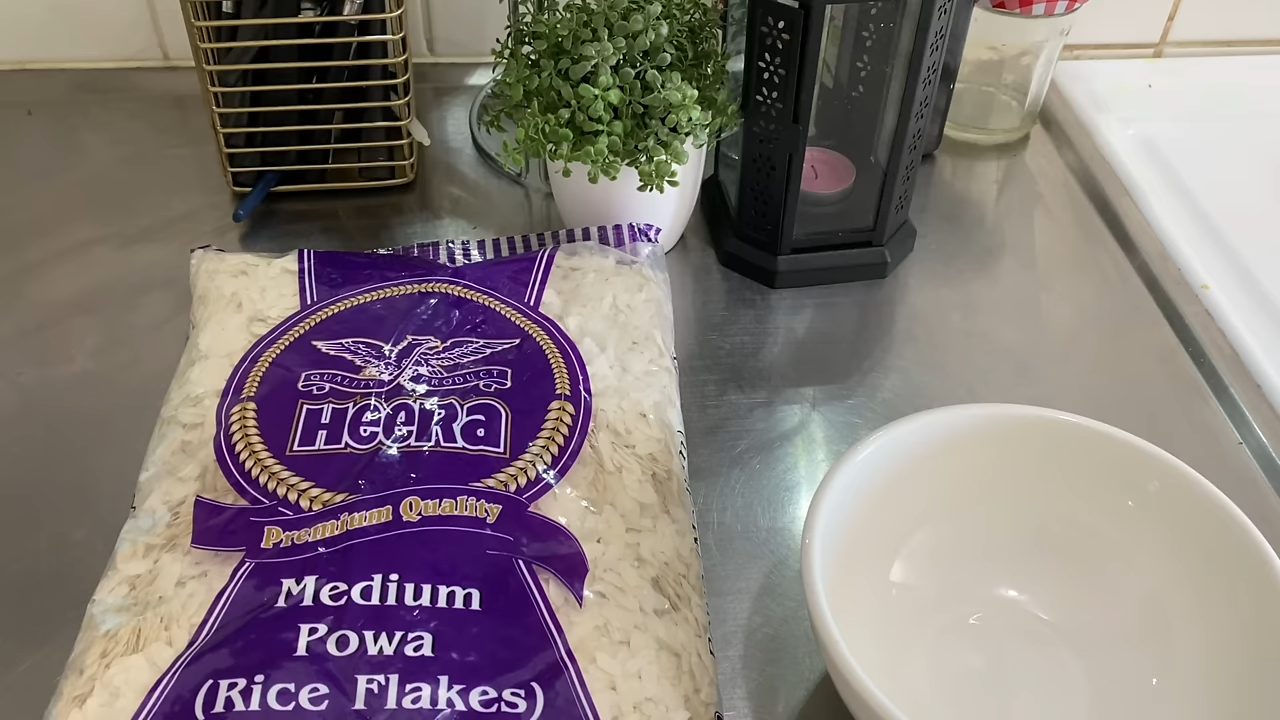 QUALITY PRODUCT
Heera
Premium Quality
Medium
Powa
(Rice Flakes)